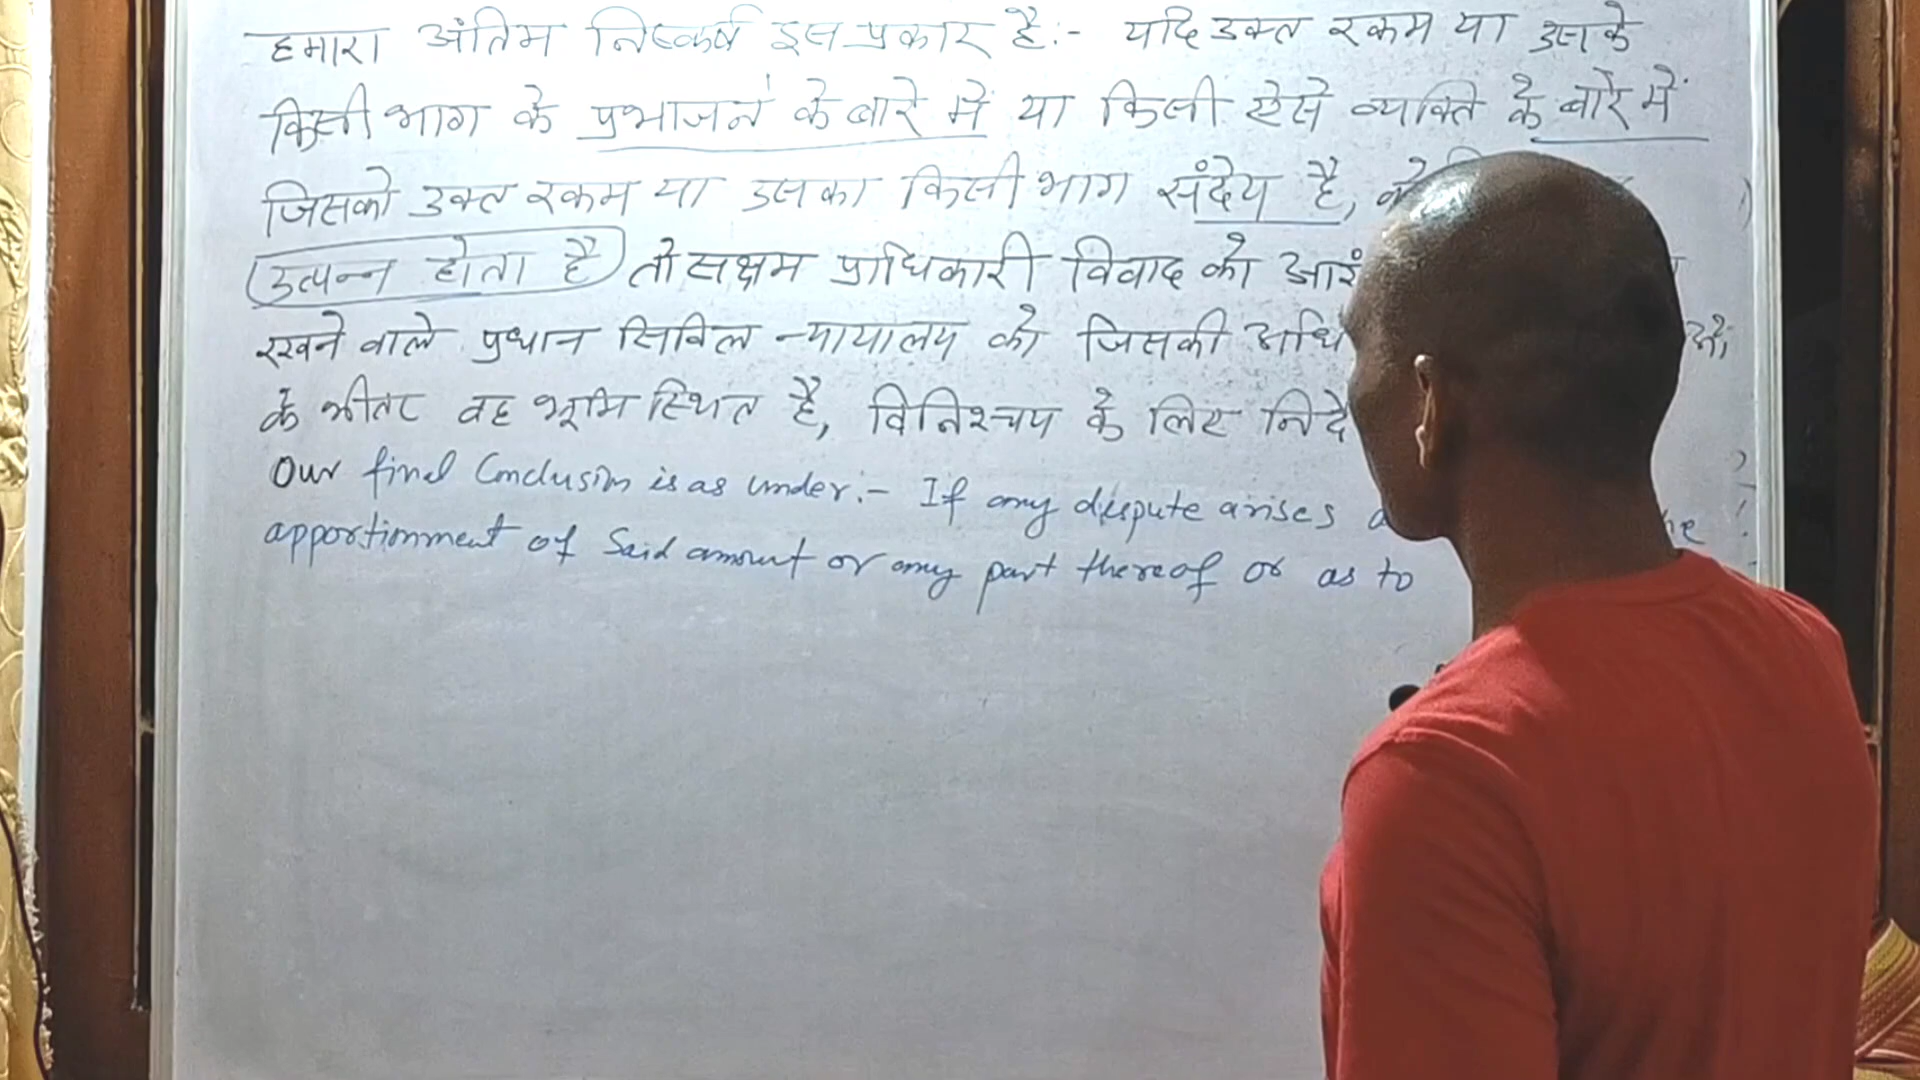 हमारा अंतिम निष्कर्ष इस प्रकार है:- यदि उक्त रकम या उसके
किसी भाग के प्रभाजन के बारे में या किसी ऐसे व्यक्ति के बारे में
जिसको उक्त रकम या उसका किसी भाग संदेय है,
उत्पन्न होता है तो सक्षम प्राधिकारी विवाद को
रखने वाले प्रधान सिविल न्यायालय को जिसकी
के भीतर वह भूमि स्थित है, विनिश्चय के लिए
Our final Conclusion is as under:- If any dispute arises
apportionment of Said amount or any part thereof or as to